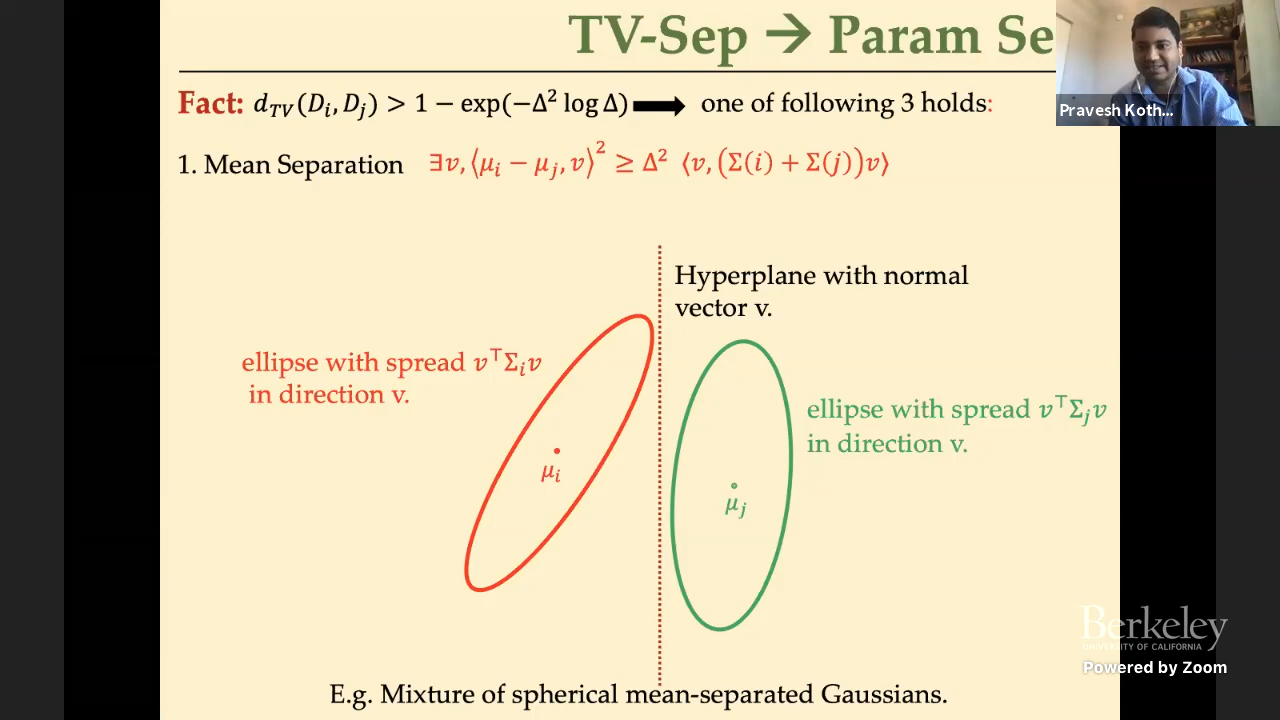 TV-Sep → Param Se
Fact: d_TV(D_i, D_j) > 1 − exp(−Δ² log Δ) → one of following 3 holds:
Pravesh Koth...
1. Mean Separation ∃v, ⟨μ_i − μ_j, v⟩² ≥ Δ² ⟨v, (Σ(i) + Σ(j))v⟩
Hyperplane with normal
vector v.
ellipse with spread v⊤Σ_i v
in direction v.
ellipse with spread v⊤Σ_j v
in direction v.
μ_i
μ_j
Berkeley
UNIVERSITY OF CALIFORNIA
Powered by Zoom
E.g. Mixture of spherical mean-separated Gaussians.